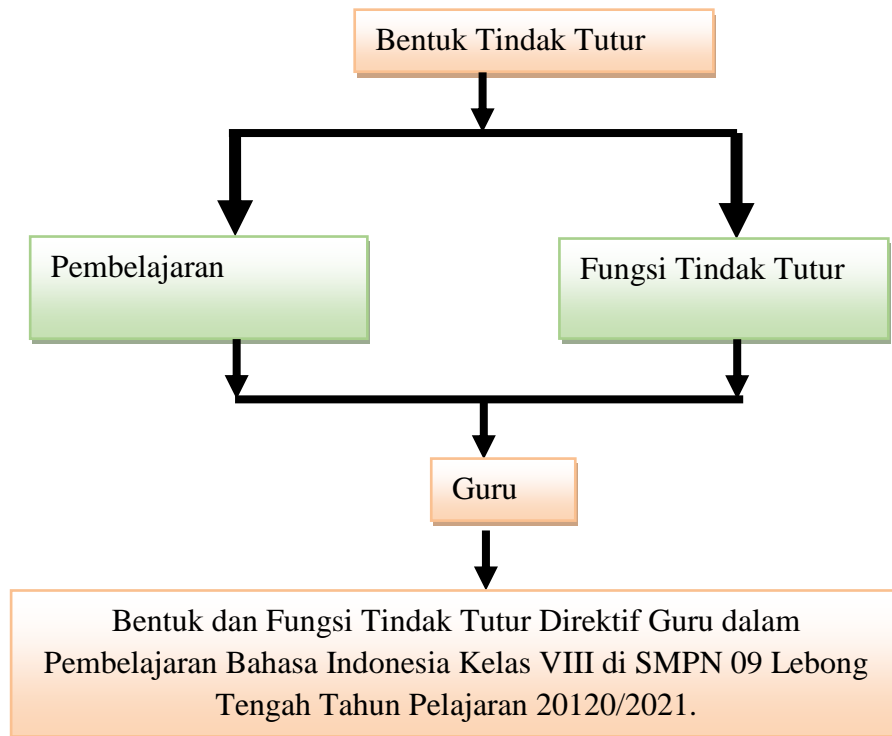 Bentuk Tindak Tutur
Pembelajaran
Fungsi Tindak Tutur
Guru
Bentuk dan Fungsi Tindak Tutur Direktif Guru dalam
Pembelajaran Bahasa Indonesia Kelas VIII di SMPN 09 Lebong
Tengah Tahun Pelajaran 20120/2021.